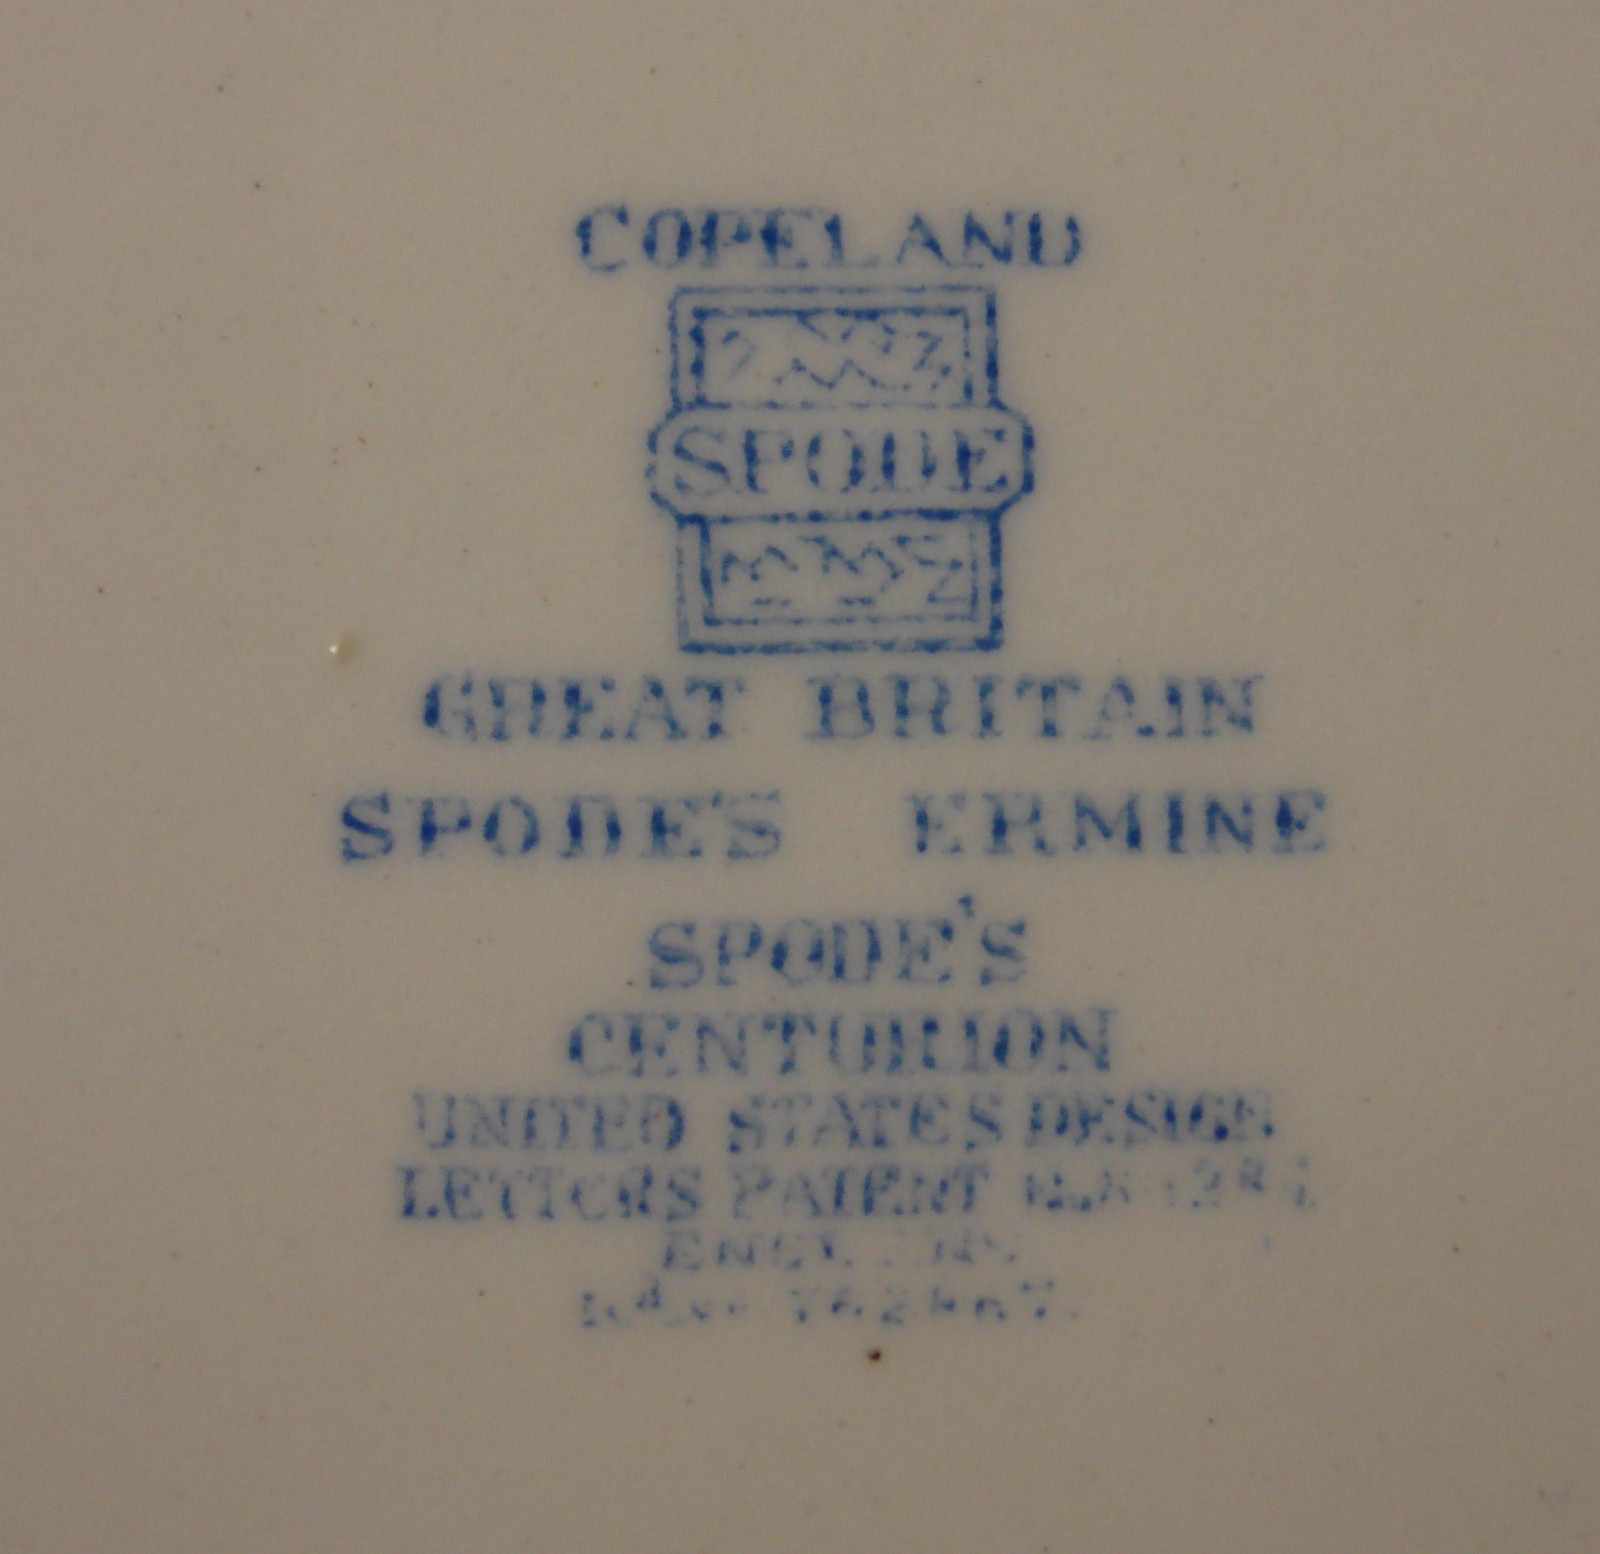 COPELAND
SPODE
GREAT BRITAIN
SPODE'S ERMINE
SPODE'S
CENTURION
UNITED STATES DESIGN
LETTERS PATENT